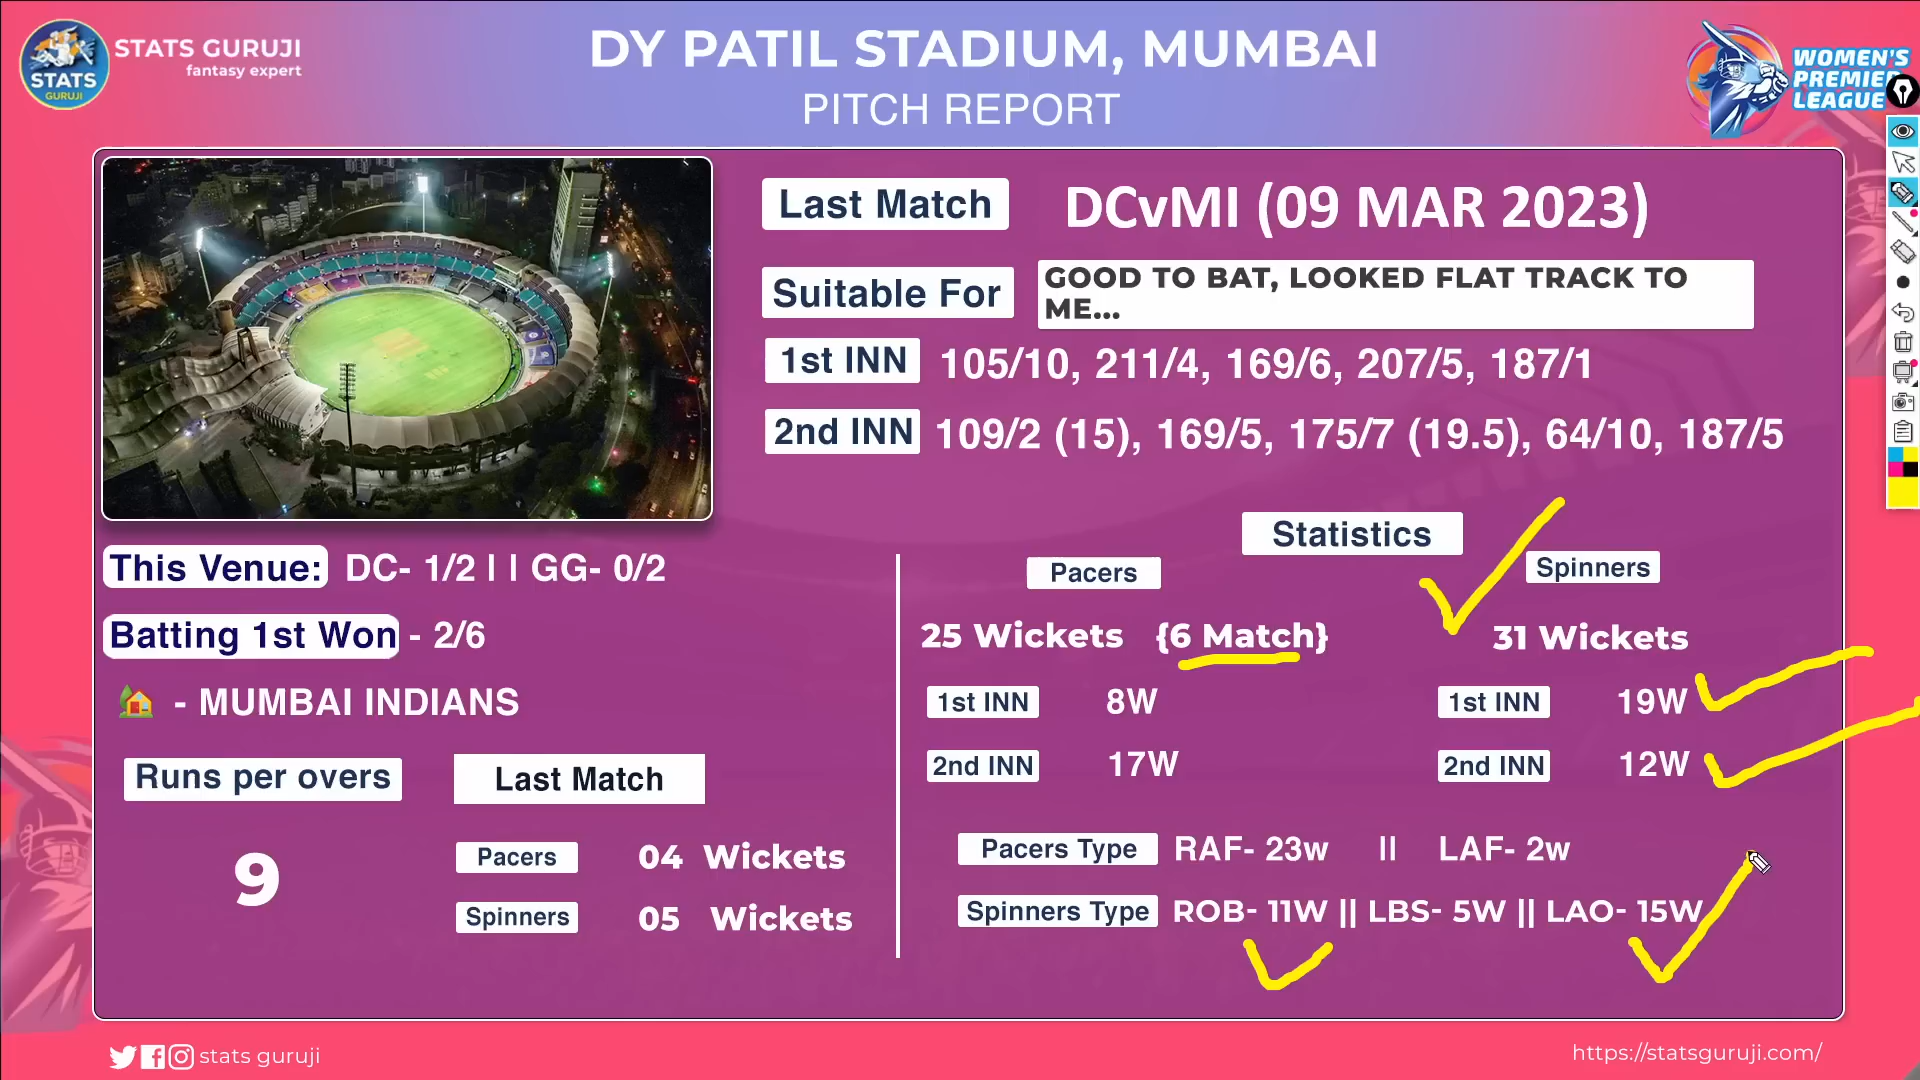 STATS GURUJI
fantasy expert
STATS
GURUJI
DY PATIL STADIUM, MUMBAI
PITCH REPORT
WOMEN'S
PREMIER
LEAGUE
Last Match DCvMI (09 MAR 2023)
Suitable For GOOD TO BAT, LOOKED FLAT TRACK TO
ME...
1st INN 105/10, 211/4, 169/6, 207/5, 187/1
2nd INN 109/2 (15), 169/5, 175/7 (19.5), 64/10, 187/5
This Venue: DC- 1/2 | | GG- 0/2
Batting 1st Won - 2/6
- MUMBAI INDIANS
Runs per overs
9
Last Match
Pacers 04 Wickets
Spinners 05 Wickets
Statistics
Pacers Spinners
25 Wickets {6 Match} 31 Wickets
1st INN 8W 1st INN 19W
2nd INN 17W 2nd INN 12W
Pacers Type RAF- 23w || LAF- 2w
Spinners Type ROB- 11W || LBS- 5W || LAO- 15W
stats guruji
https://statsguruji.com/